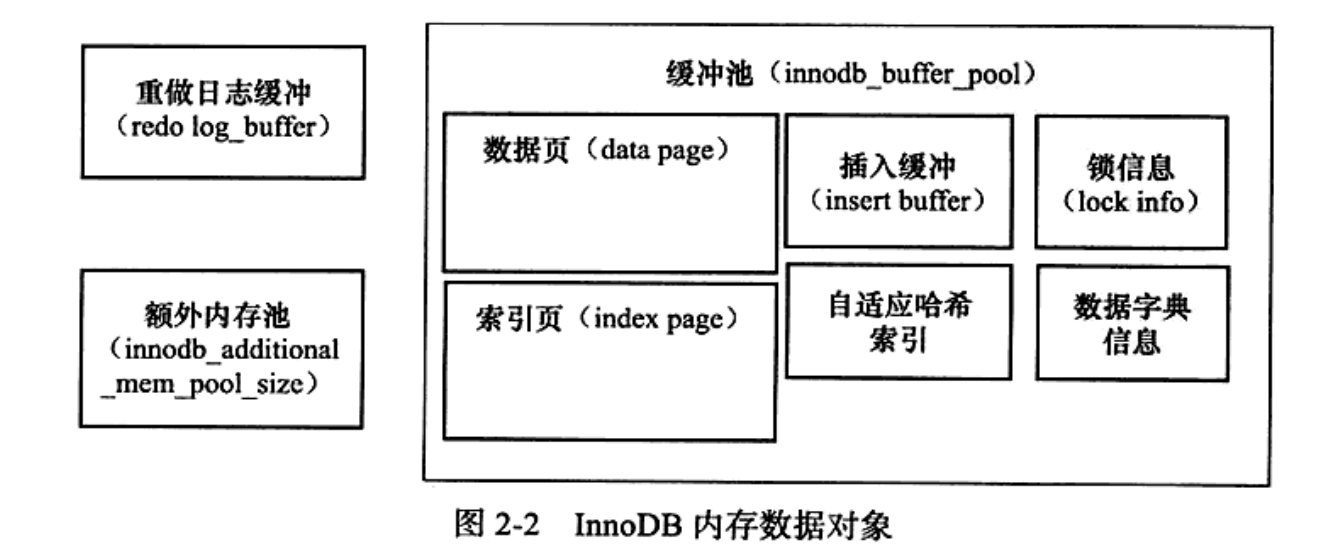 重做日志缓冲
（redo log_buffer）
额外内存池
（innodb_additional
_mem_pool_size）
缓冲池（innodb_buffer_pool）
数据页（data page）
插入缓冲
（insert buffer）
锁信息
（lock info）
索引页（index page）
自适应哈希
索引
数据字典
信息
图 2-2 InnoDB 内存数据对象